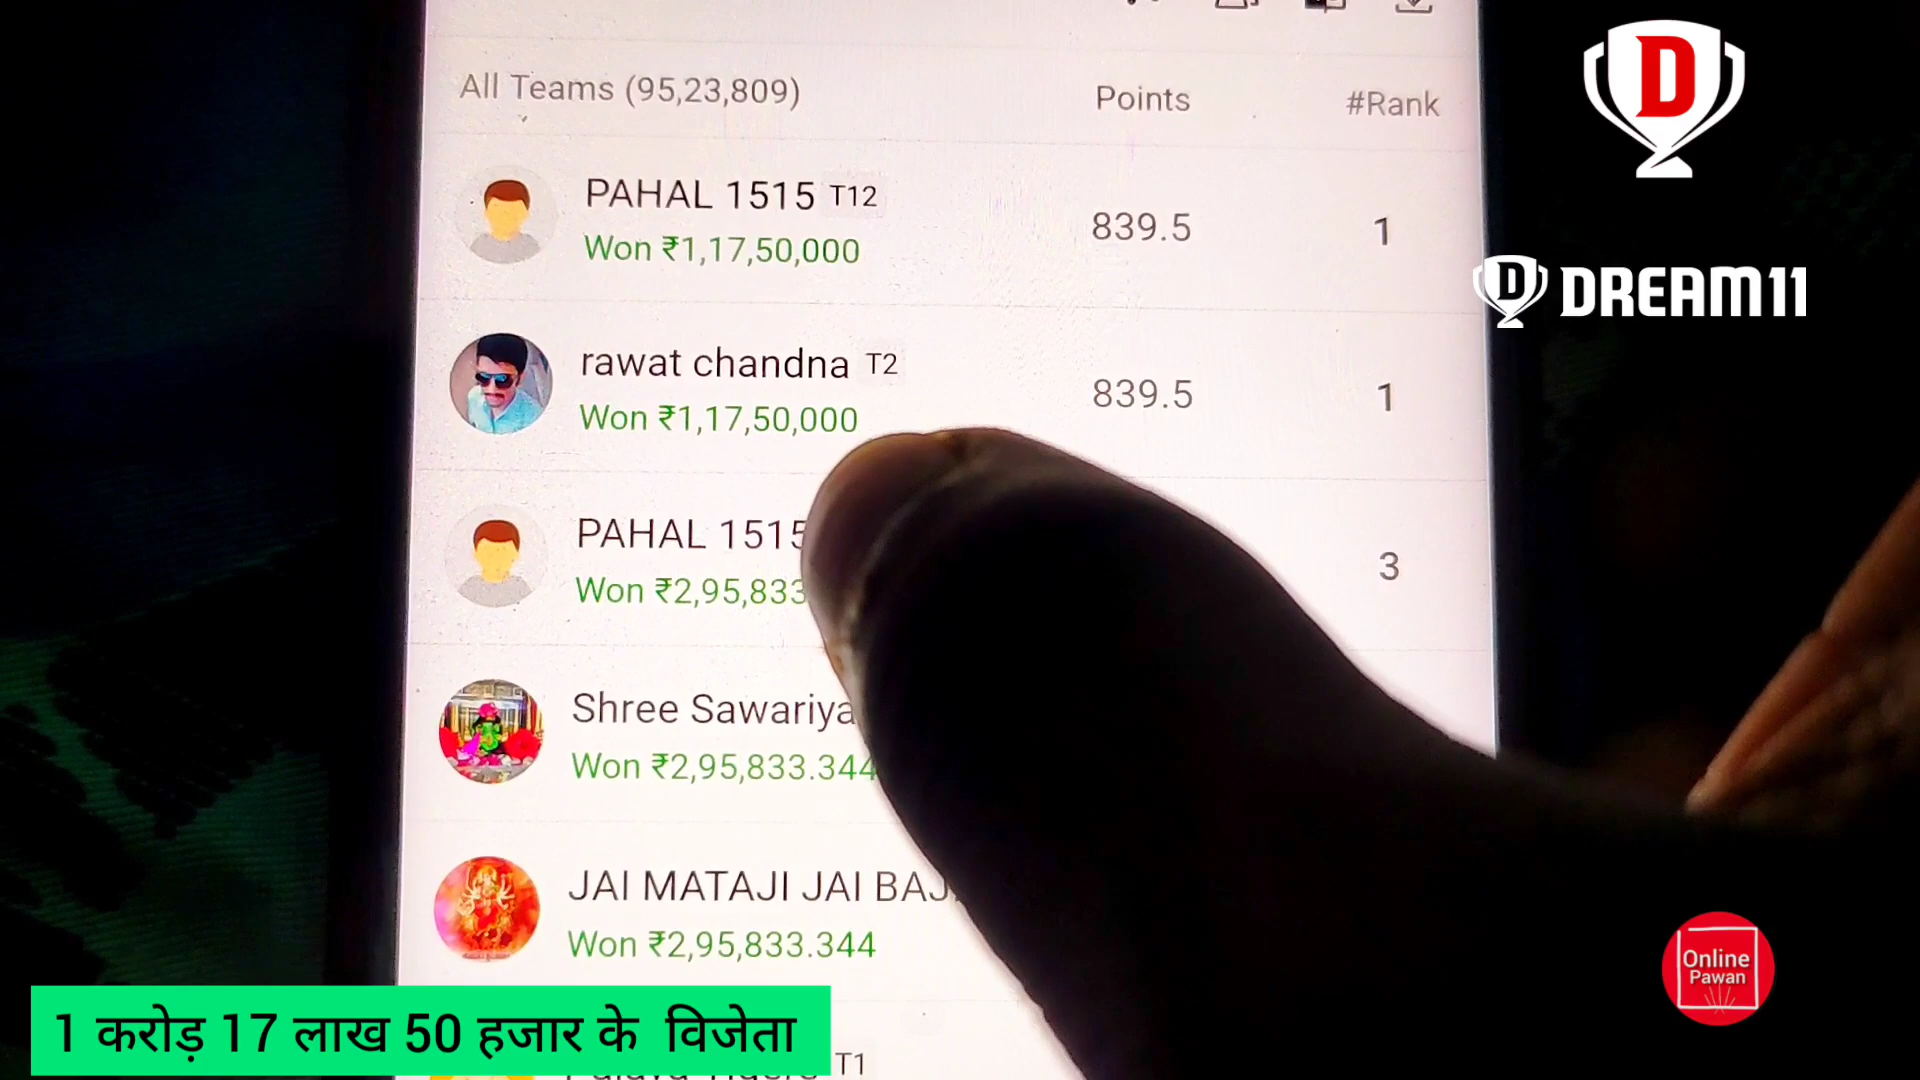 All Teams (95,23,809) Points #Rank
PAHAL 1515 T12
Won ₹1,17,50,000
839.5 1
rawat chandna T2
Won ₹1,17,50,000
839.5 1
PAHAL 1515
Won ₹2,95,833
3
Shree Sawariya
Won ₹2,95,833.344
JAI MATAJI JAI BAJ
Won ₹2,95,833.344
T1
D
D DREAM11
Online
Pawan
1 करोड़ 17 लाख 50 हजार के विजेता